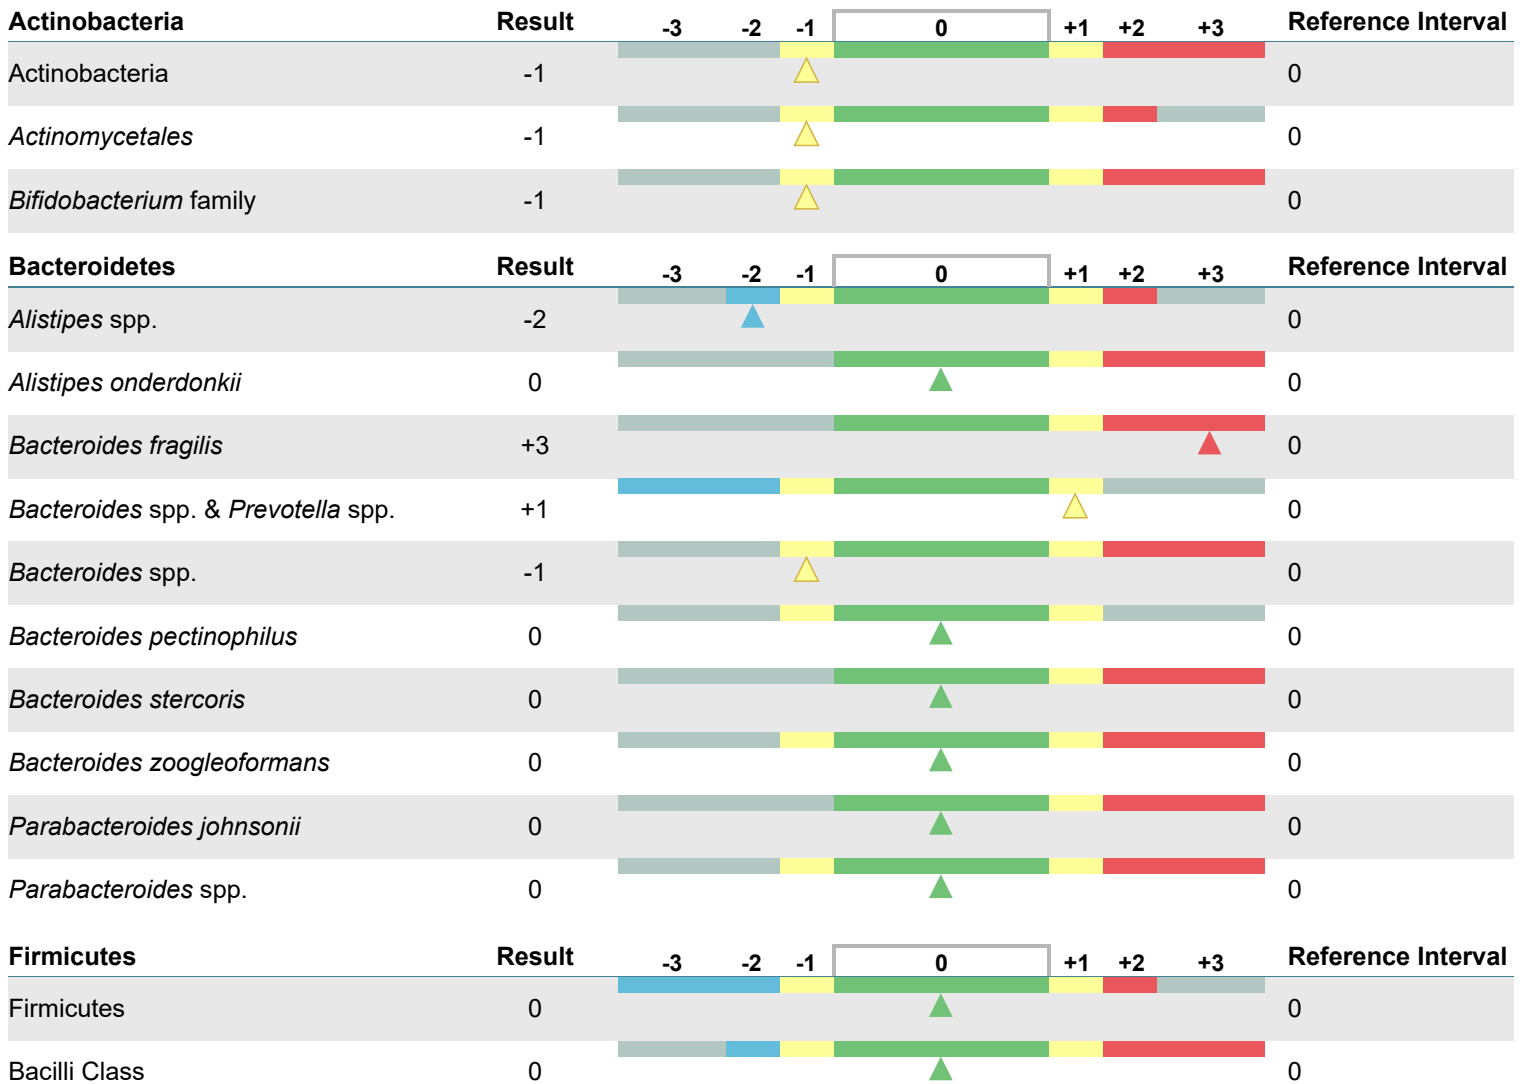 Actinobacteria Result -3 -2 -1 0 +1 +2 +3 Reference Interval
Actinobacteria -1 0
Actinomycetales -1 0
Bifidobacterium family -1 0
Bacteroidetes Result -3 -2 -1 0 +1 +2 +3 Reference Interval
Alistipes spp. -2 0
Alistipes onderdonkii 0 0
Bacteroides fragilis +3 0
Bacteroides spp. & Prevotella spp. +1 0
Bacteroides spp. -1 0
Bacteroides pectinophilus 0 0
Bacteroides stercoris 0 0
Bacteroides zoogleoformans 0 0
Parabacteroides johnsonii 0 0
Parabacteroides spp. 0 0
Firmicutes Result -3 -2 -1 0 +1 +2 +3 Reference Interval
Firmicutes 0 0
Bacilli Class 0 0